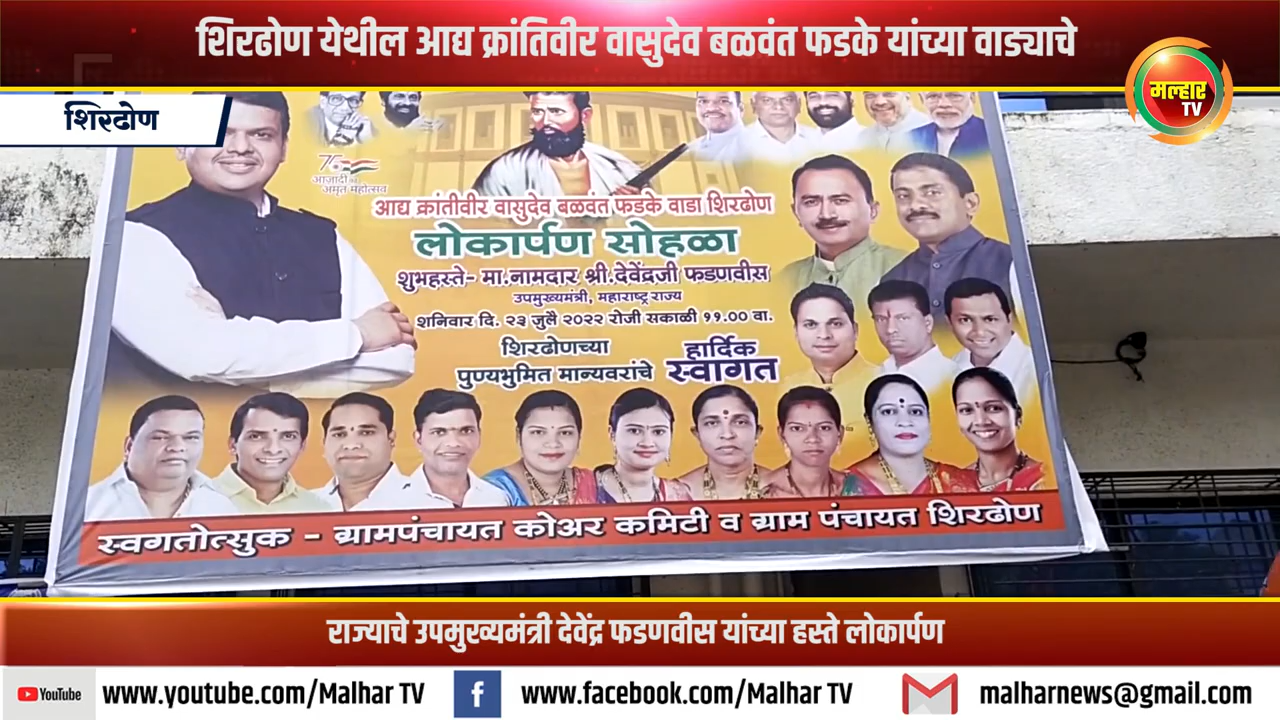 शिरढोण येथील आद्य क्रांतिवीर वासुदेव बळवंत फडके यांच्या वाड्याचे
मल्हार
TV
शिरढोण
75
आज़ादी का
अमृत महोत्सव
आद्य क्रांतीवीर वासुदेव बळवंत फडके वाडा शिरढोण
लोकार्पण सोहळा
शुभहस्ते- मा.नामदार श्री.देवेंद्रजी फडणवीस
उपमुख्यमंत्री, महाराष्ट्र राज्य
शनिवार दि. २३ जुलै २०२२ रोजी सकाळी ११.०० वा.
शिरढोणच्या
पुण्यभुमित मान्यवरांचे
हार्दिक
स्वागत
स्वगतोत्सुक - ग्रामपंचायत कोअर कमिटी व ग्राम पंचायत शिरढोण
राज्याचे उपमुख्यमंत्री देवेंद्र फडणवीस यांच्या हस्ते लोकार्पण
YouTube
www.youtube.com/Malhar TV
f
www.facebook.com/Malhar TV
malharnews@gmail.com